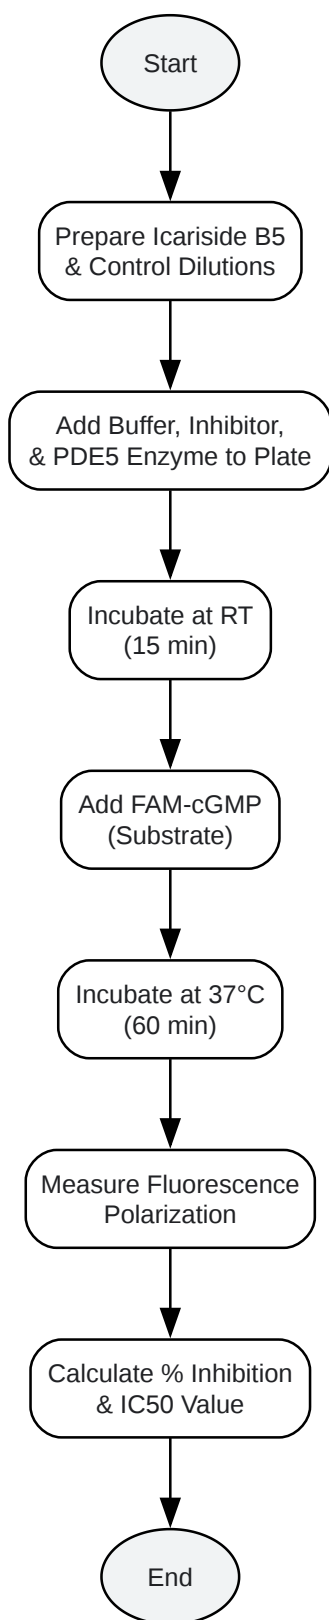 Start
Prepare Icariside B5
& Control Dilutions
Add Buffer, Inhibitor,
& PDE5 Enzyme to Plate
Incubate at RT
(15 min)
Add FAM-cGMP
(Substrate)
Incubate at 37°C
(60 min)
Measure Fluorescence
Polarization
Calculate % Inhibition
& IC50 Value
End